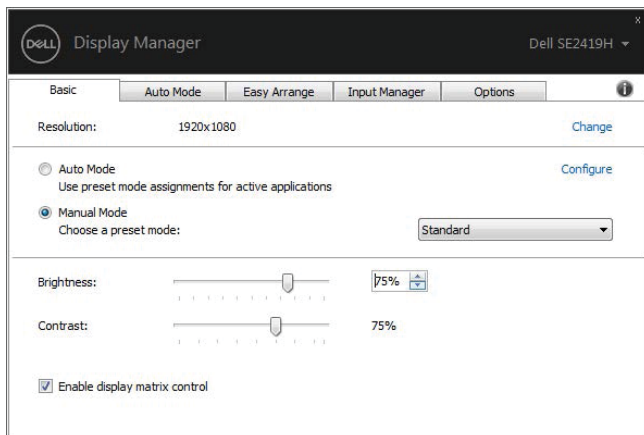 x
DELL Display Manager
Dell SE2419H
Basic Auto Mode Easy Arrange Input Manager Options
Resolution: 1920x1080 Change
Auto Mode Configure
Use preset mode assignments for active applications
Manual Mode
Choose a preset mode: Standard
Brightness: 75%
Contrast: 75%
Enable display matrix control